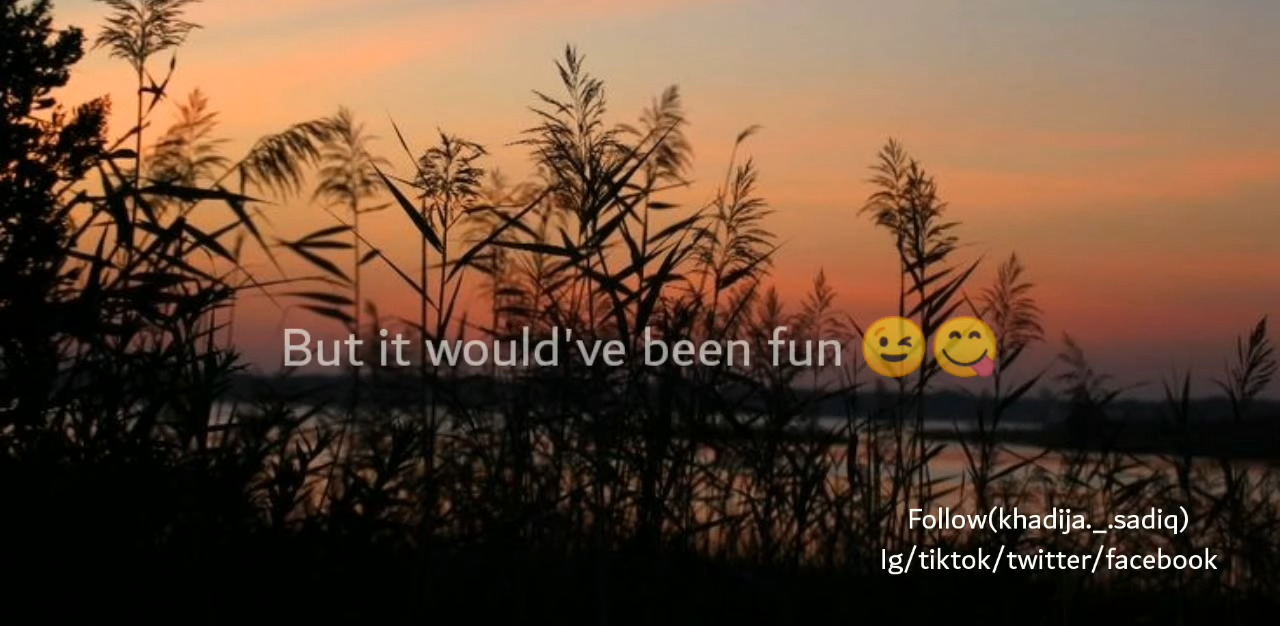 But it would've been fun 😉😋
Follow(khadija._.sadiq)
Ig/tiktok/twitter/facebook